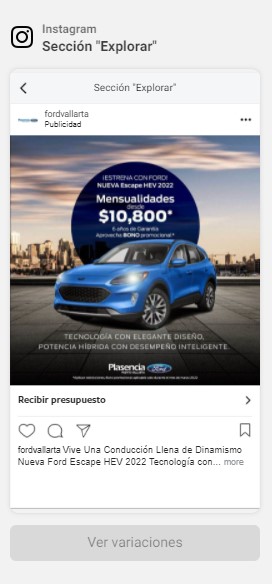 Instagram
Sección "Explorar"
Sección "Explorar"
fordvallarta
Publicidad
¡ESTRENA CON FORD!
NUEVA Escape HEV 2022
Mensualidades
desde
$10,800*
5 años de Garantía
Aprovecha BONO promocional*
TECNOLOGÍA CON ELEGANTE DISEÑO,
POTENCIA HÍBRIDA CON DESEMPEÑO INTELIGENTE.
Plasencia Ford
Recibir presupuesto
fordvallarta Vive Una Conducción Llena de Dinamismo
Nueva Ford Escape HEV 2022 Tecnología con... more
Ver variaciones